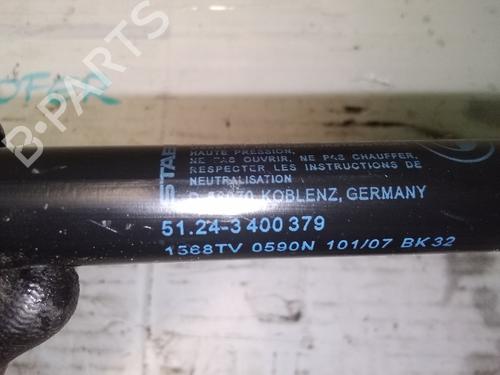 B-PARTS
STAB
HAUTE PRESSION,
NE PAS OUVRIR, NE PAS CHAUFFER,
RESPECTER LES INSTRUCTIONS DE
NEUTRALISATION
KOBLENZ, GERMANY
51.24-3 400 379
1568TV 0590N 101/07 BK32